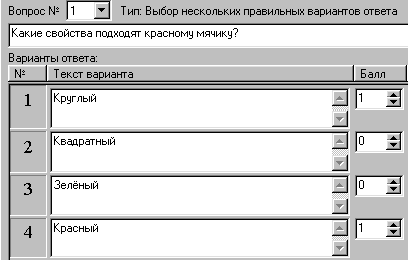 Вопрос № 1 Тип: Выбор нескольких правильных вариантов ответа
Какие свойства подходят красному мячику?
Варианты ответа:
№ Текст варианта Балл
1 Круглый 1
2 Квадратный 0
3 Зелёный 0
4 Красный 1